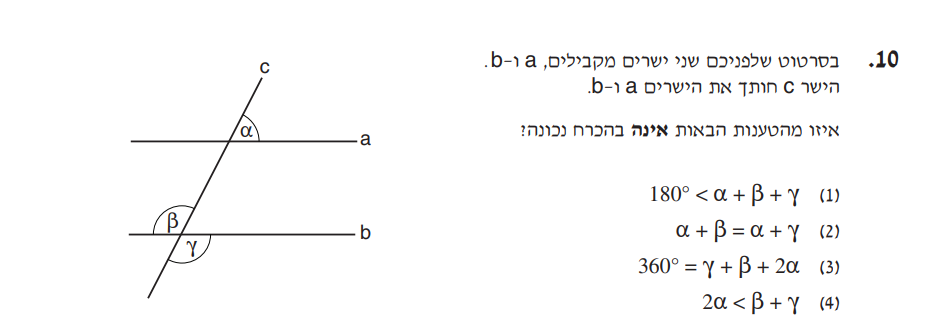 10. בסרטוט שלפניכם שני ישרים מקבילים, a ו-b.
הישר c חותך את הישרים a ו-b.
איזו מהטענות הבאות אינה בהכרח נכונה?
(1) 180° < α + β + γ
(2) α + β = α + γ
(3) 360° = γ + β + 2α
(4) 2α < β + γ
c
α
a
β
b
γ